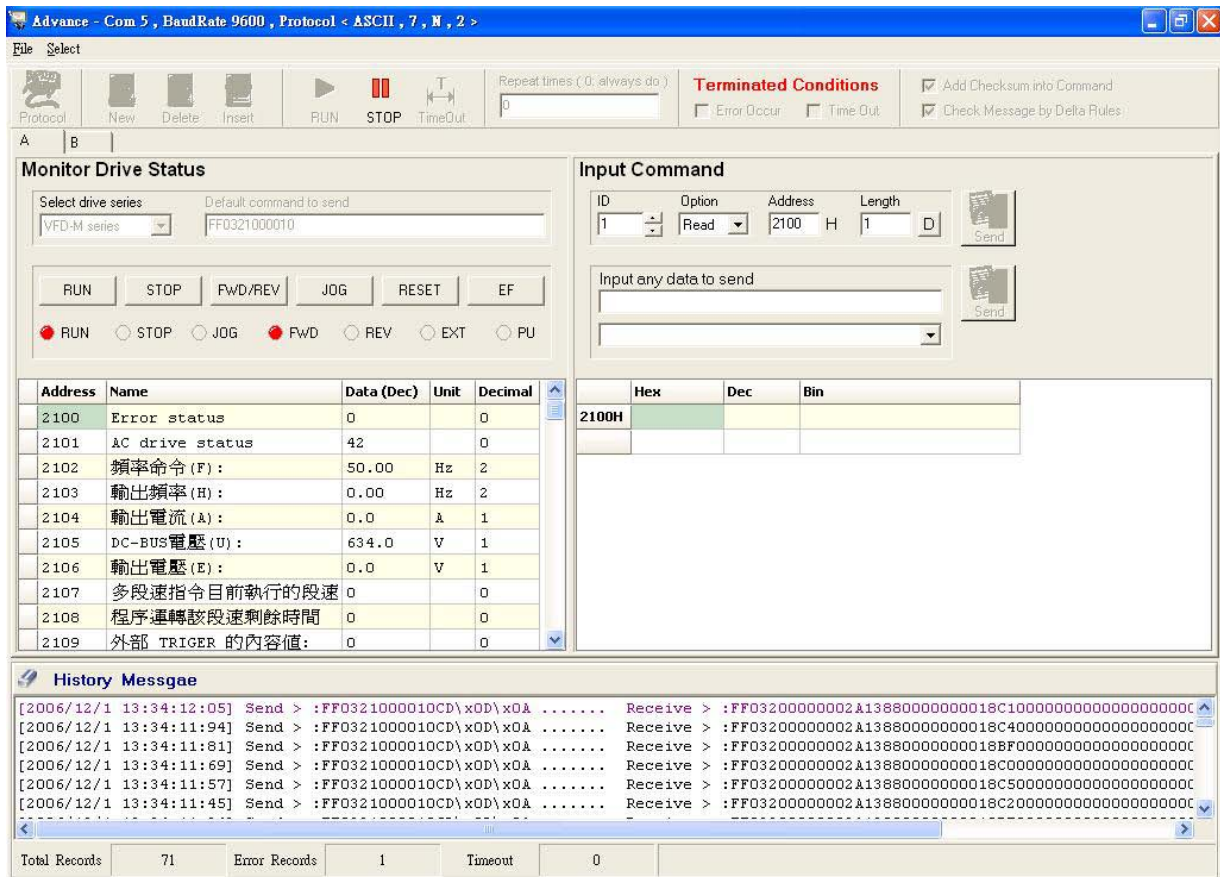 Advance - Com 5 , BaudRate 9600 , Protocol < ASCII , 7 , N , 2 >
File Select
Protocol New Delete Insert RUN STOP TimeOut
Repeat times ( 0: always do )
0
Terminated Conditions
Error Occur Time Out
Add Checksum into Command
Check Message by Delta Rules
A B
Monitor Drive Status
Select drive series Default command to send
VFD-M series FF0321000010
RUN STOP FWD/REV JOG RESET EF
RUN STOP JOG FWD REV EXT PU
Address Name Data (Dec) Unit Decimal
2100 Error status 0 0
2101 AC drive status 42 0
2102 頻率命令(F): 50.00 Hz 2
2103 輸出頻率(H): 0.00 Hz 2
2104 輸出電流(A): 0.0 A 1
2105 DC-BUS電壓(U): 634.0 V 1
2106 輸出電壓(E): 0.0 V 1
2107 多段速指令目前執行的段速 0 0
2108 程序運轉該段速剩餘時間 0 0
2109 外部 TRIGER 的內容值: 0 0
Input Command
ID Option Address Length
1 Read 2100 H 1 D Send
Input any data to send
Send
Hex Dec Bin
2100H
History Messgae
[2006/12/1 13:34:12:05] Send > :FF0321000010CD\x0D\x0A ....... Receive > :FF03200000002A13880000000018C1000000000000000000
[2006/12/1 13:34:11:94] Send > :FF0321000010CD\x0D\x0A ....... Receive > :FF03200000002A13880000000018C4000000000000000000
[2006/12/1 13:34:11:81] Send > :FF0321000010CD\x0D\x0A ....... Receive > :FF03200000002A13880000000018BF000000000000000000
[2006/12/1 13:34:11:69] Send > :FF0321000010CD\x0D\x0A ....... Receive > :FF03200000002A13880000000018C0000000000000000000
[2006/12/1 13:34:11:57] Send > :FF0321000010CD\x0D\x0A ....... Receive > :FF03200000002A13880000000018C5000000000000000000
[2006/12/1 13:34:11:45] Send > :FF0321000010CD\x0D\x0A ....... Receive > :FF03200000002A13880000000018C2000000000000000000
Total Records 71 Error Records 1 Timeout 0